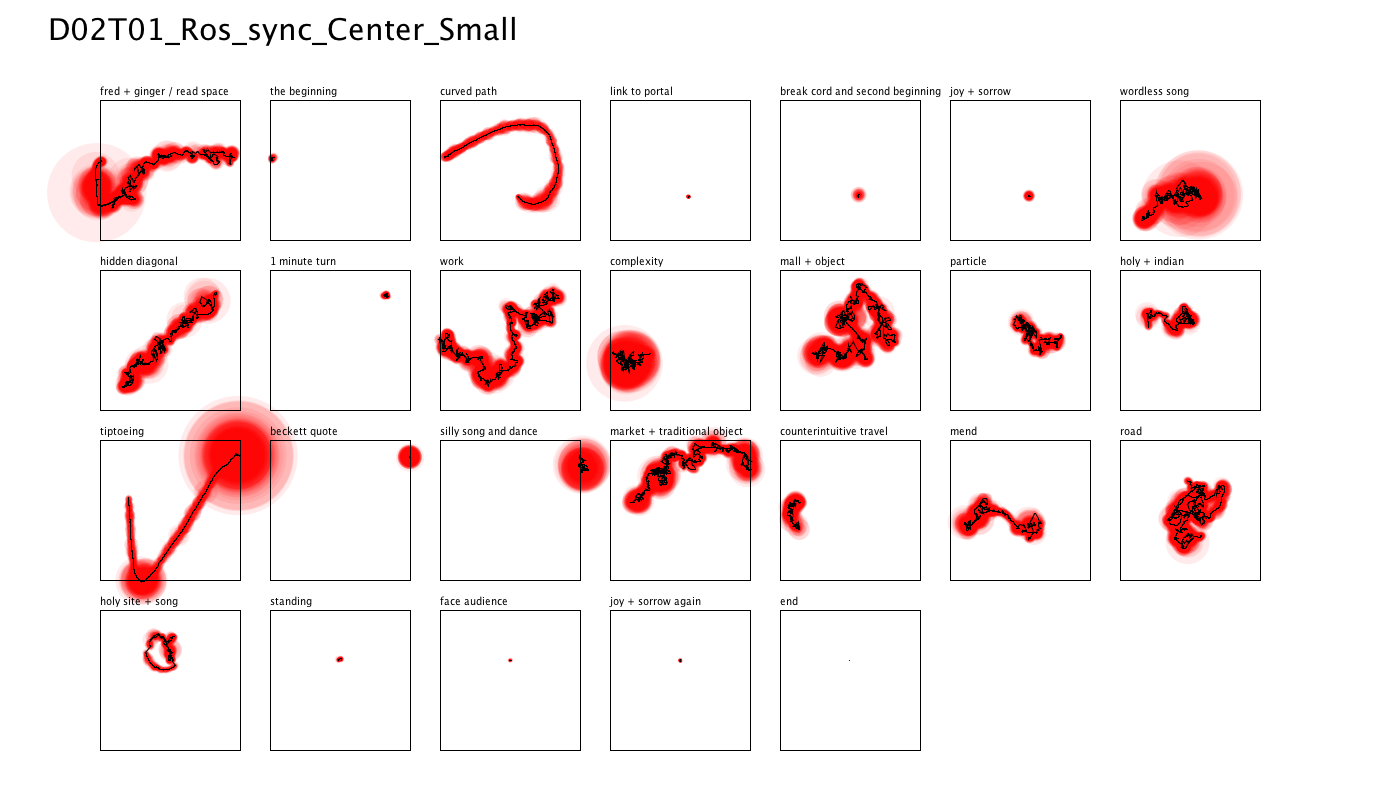 D02T01_Ros_sync_Center_Small
fred + ginger / read space
the beginning
curved path
link to portal
break cord and second beginning
joy + sorrow
wordless song
hidden diagonal
1 minute turn
work
complexity
mall + object
particle
holy + indian
tiptoeing
beckett quote
silly song and dance
market + traditional object
counterintuitive travel
mend
road
holy site + song
standing
face audience
joy + sorrow again
end